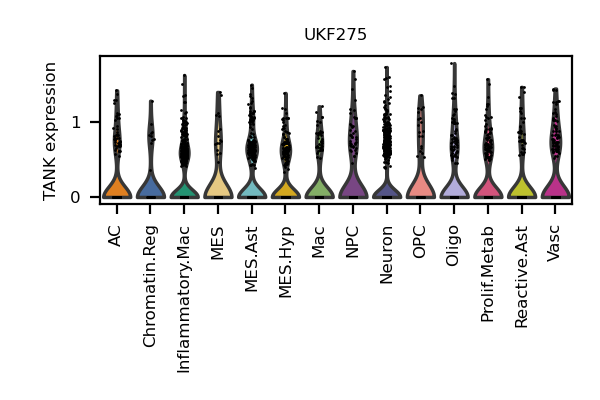 UKF275
TANK expression
1
0
AC
Chromatin.Reg
Inflammatory.Mac
MES
MES.Ast
MES.Hyp
Mac
NPC
Neuron
OPC
Oligo
Prolif.Metab
Reactive.Ast
Vasc